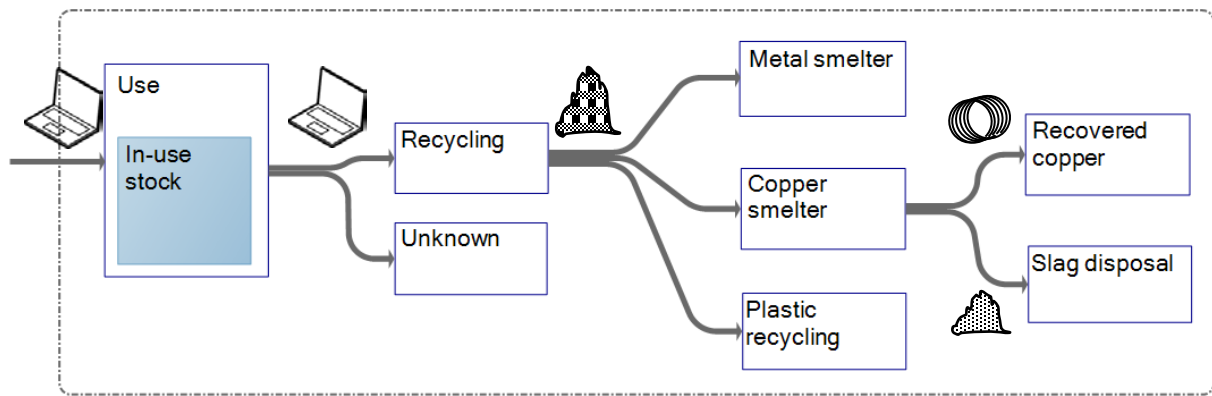 Use
In-use
stock
Recycling
Unknown
Metal smelter
Copper
smelter
Plastic
recycling
Recovered
copper
Slag disposal